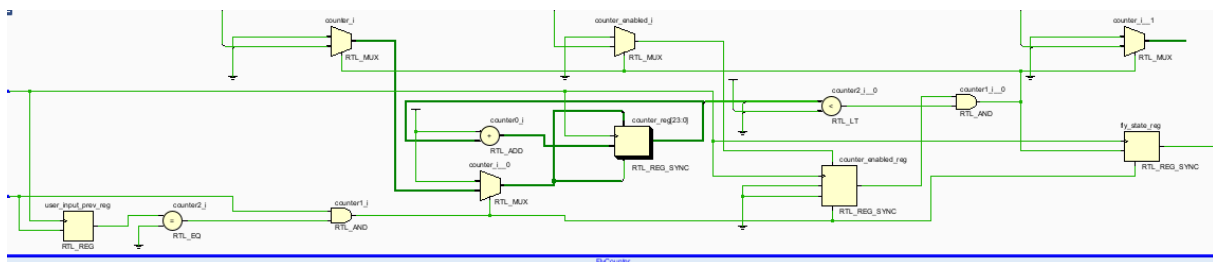 counter_i
RTL_MUX
counter_enabled_i
RTL_MUX
counter_i__1
RTL_MUX
counter2_i__0
<
RTL_LT
counter1_i__0
RTL_AND
counter0_i
+
RTL_ADD
counter_reg[23:0]
RTL_REG_SYNC
fly_state_reg
RTL_REG_SYNC
counter_i__0
RTL_MUX
counter_enabled_reg
RTL_REG_SYNC
user_input_prev_reg
RTL_REG
counter2_i
=
RTL_EQ
counter1_i
RTL_AND